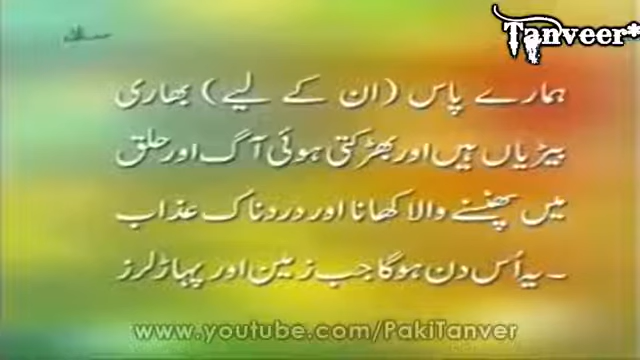 Tanveer*
ہمارے پاس (ان کے لیے) بھاری
بیڑیاں ہیں اور بھڑکتی ہوئی آگ اور حلق
میں پھنسنے والا کھانا اور دردناک عذاب
۔ یہ اُس دن ہوگا جب زمین اور پہاڑ لرز
www.youtube.com/PakiTanver